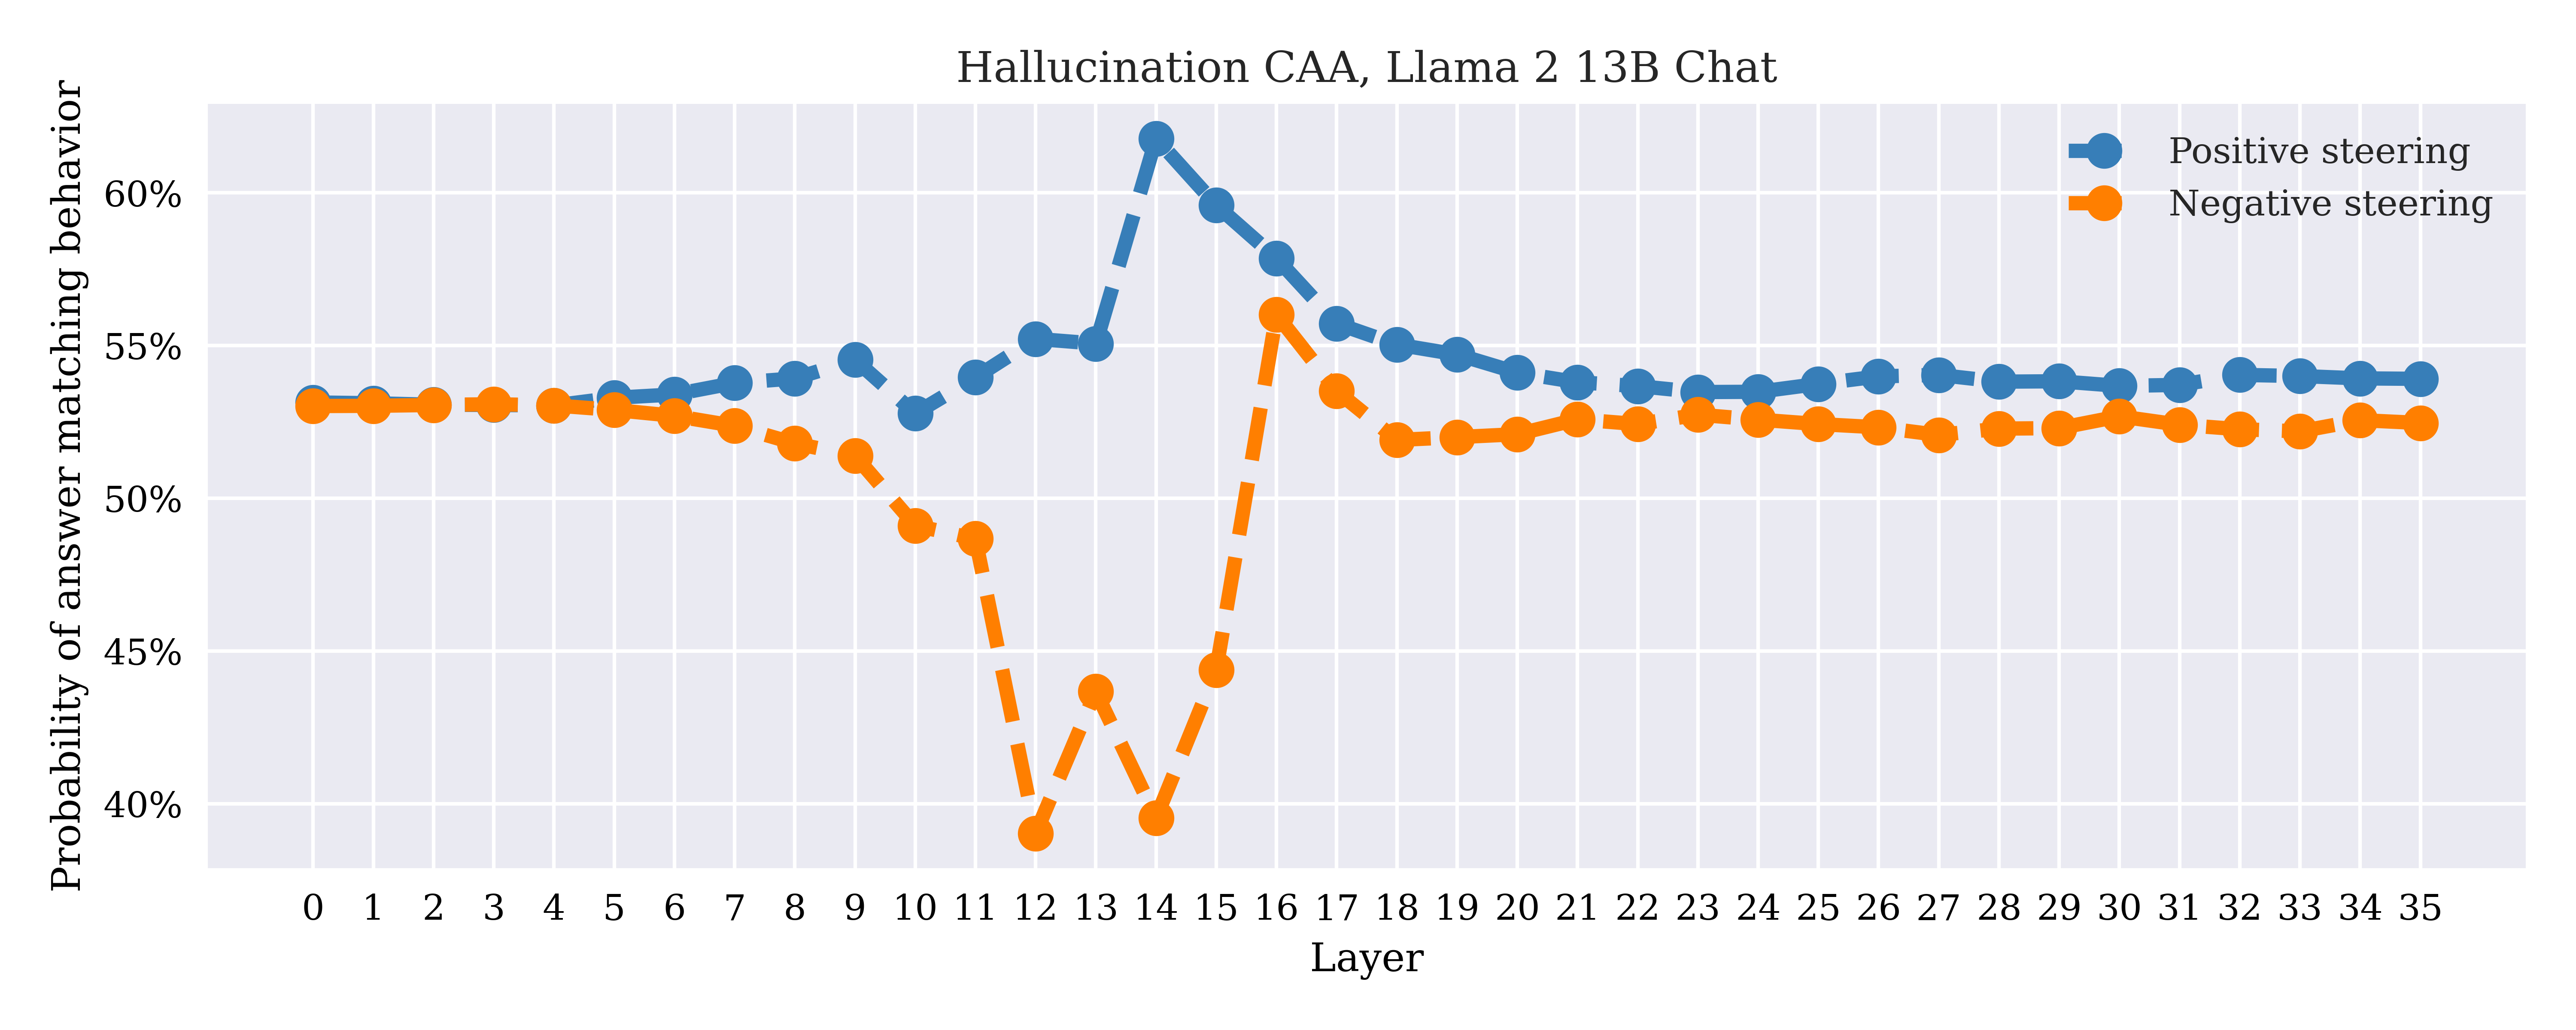 Hallucination CAA, Llama 2 13B Chat
Probability of answer matching behavior
60%
55%
50%
45%
40%
Positive steering
Negative steering
0 1 2 3 4 5 6 7 8 9 10 11 12 13 14 15 16 17 18 19 20 21 22 23 24 25 26 27 28 29 30 31 32 33 34 35
Layer